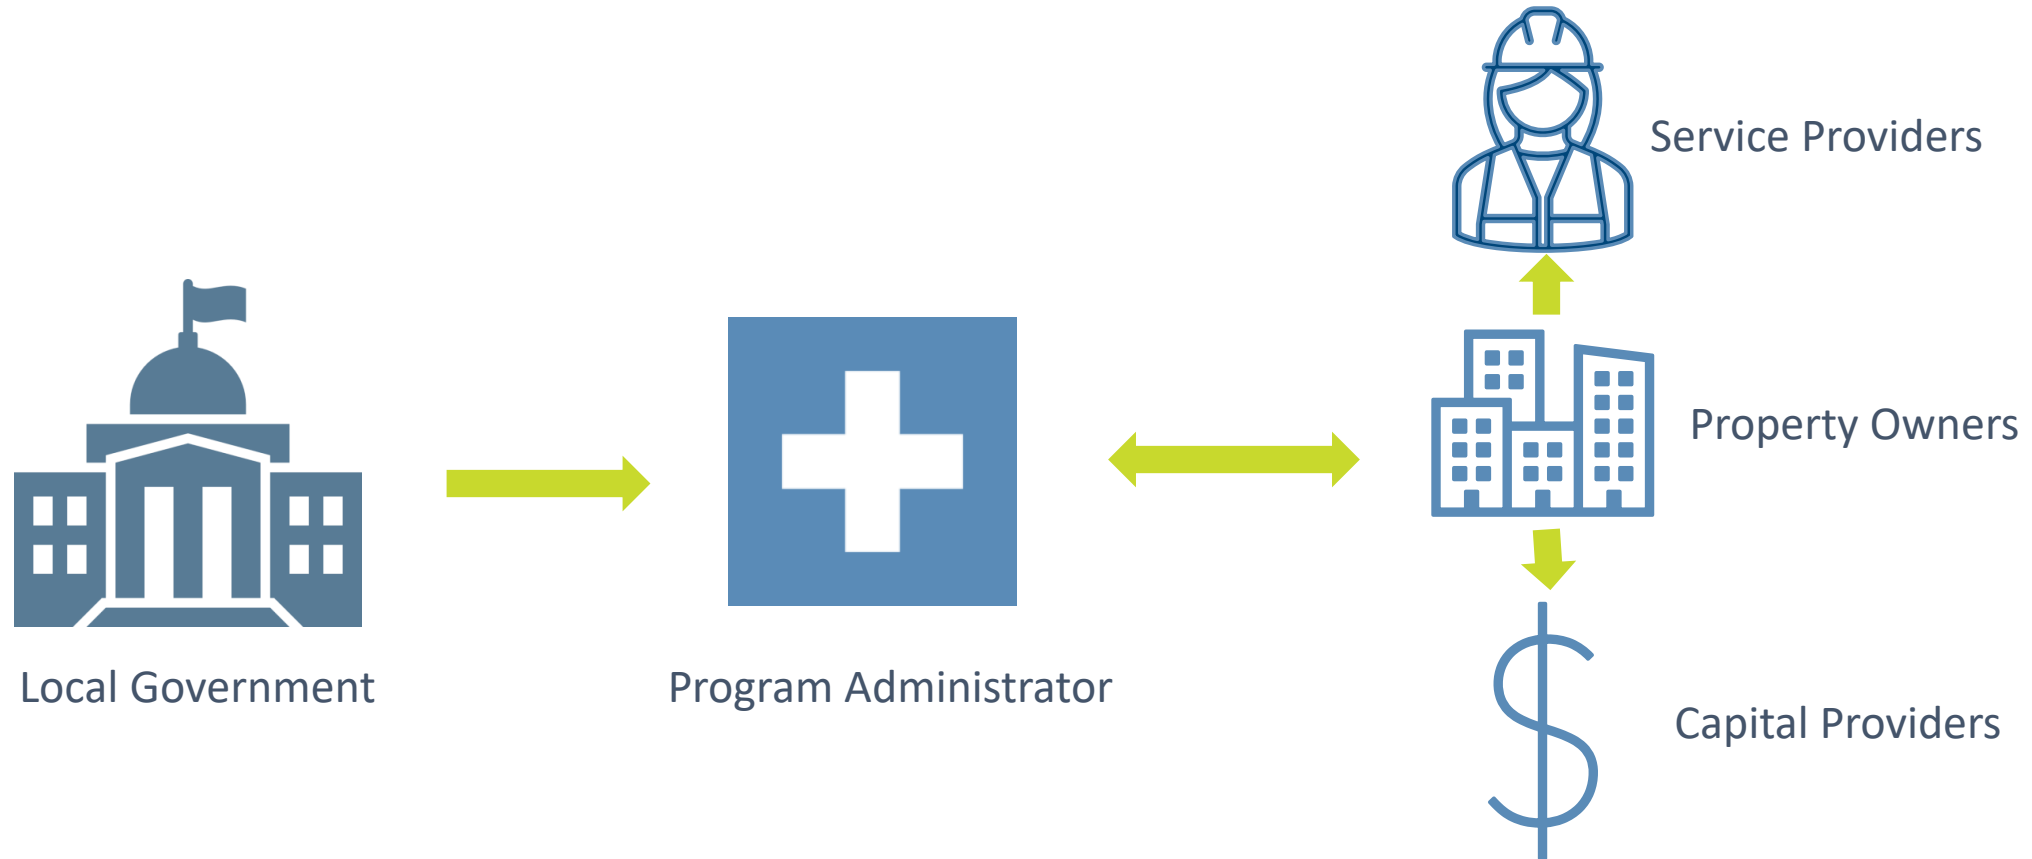 Service Providers
Property Owners
Local Government
Program Administrator
Capital Providers